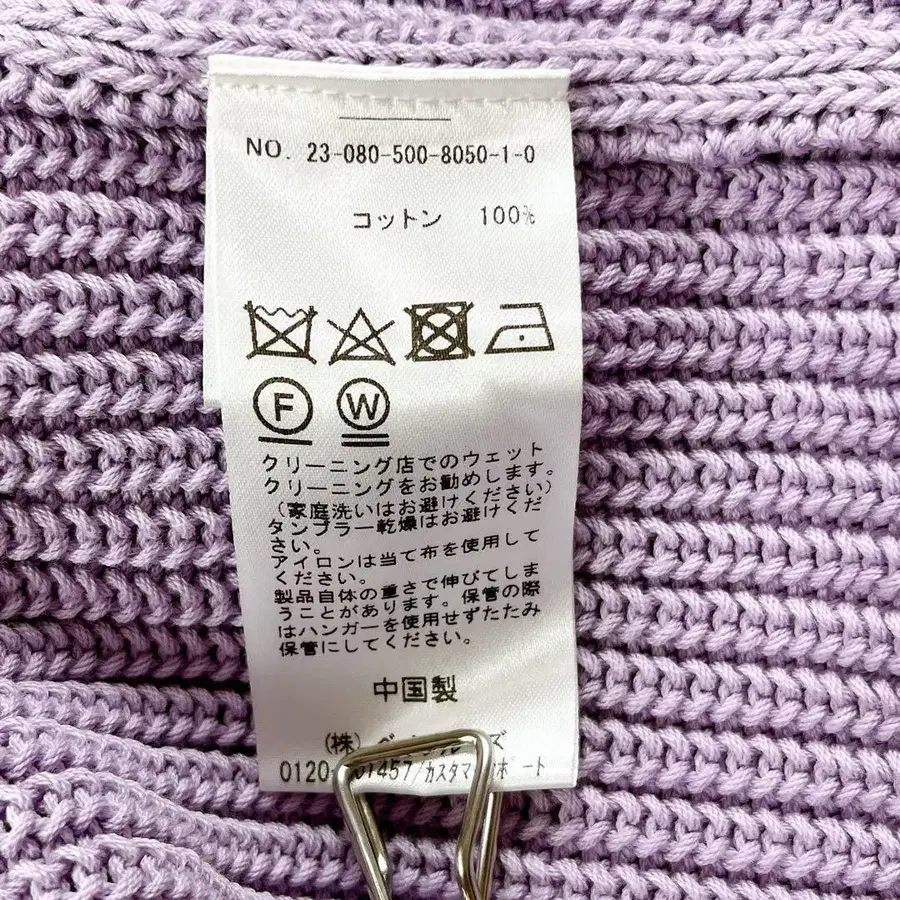 NO. 23-080-500-8050-1-0
コットン 100%
F W
クリーニング店でのウェット
クリーニングをお勧めします。
(家庭洗いはお避けください)
タンブラー乾燥はお避けくだ
さい。
アイロンは当て布を使用して
ください。
製品自体の重さで伸びてしま
うことがあります。保管の際
はハンガーを使用せずたたみ
保管にしてください。
中国製
(株)